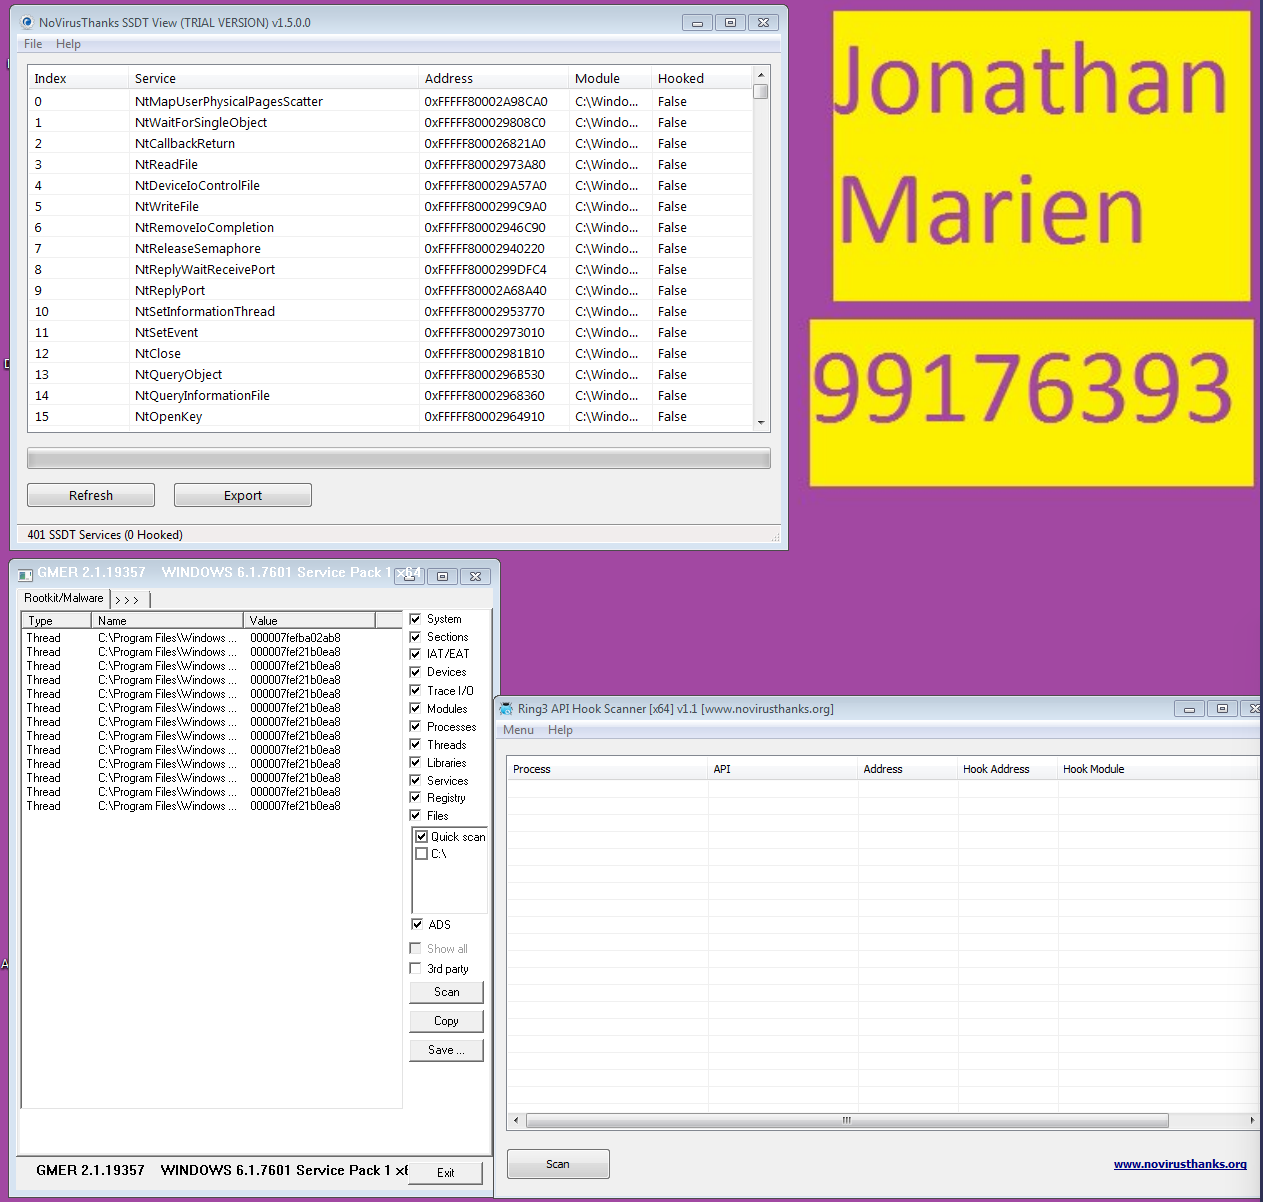 NoVirusThanks SSDT View (TRIAL VERSION) v1.5.0.0
File Help
Index Service Address Module Hooked
0 NtMapUserPhysicalPagesScatter 0xFFFFF80002A98CA0 C:\Windo... False
1 NtWaitForSingleObject 0xFFFFF800029808C0 C:\Windo... False
2 NtCallbackReturn 0xFFFFF800026821A0 C:\Windo... False
3 NtReadFile 0xFFFFF80002973A80 C:\Windo... False
4 NtDeviceIoControlFile 0xFFFFF800029A57A0 C:\Windo... False
5 NtWriteFile 0xFFFFF8000299C9A0 C:\Windo... False
6 NtRemoveIoCompletion 0xFFFFF80002946C90 C:\Windo... False
7 NtReleaseSemaphore 0xFFFFF80002940220 C:\Windo... False
8 NtReplyWaitReceivePort 0xFFFFF8000299DFC4 C:\Windo... False
9 NtReplyPort 0xFFFFF80002A68A40 C:\Windo... False
10 NtSetInformationThread 0xFFFFF80002953770 C:\Windo... False
11 NtSetEvent 0xFFFFF80002973010 C:\Windo... False
12 NtClose 0xFFFFF80002981B10 C:\Windo... False
13 NtQueryObject 0xFFFFF8000296B530 C:\Windo... False
14 NtQueryInformationFile 0xFFFFF80002968360 C:\Windo... False
15 NtOpenKey 0xFFFFF80002964910 C:\Windo... False
Refresh Export
401 SSDT Services (0 Hooked)
Jonathan
Marien
99176393
GMER 2.1.19357 WINDOWS 6.1.7601 Service Pack 1 x64
Rootkit/Malware > > >
Type Name Value
Thread C:\Program Files\Windows ... 000007fefba02ab8
Thread C:\Program Files\Windows ... 000007fef21b0ea8
Thread C:\Program Files\Windows ... 000007fef21b0ea8
Thread C:\Program Files\Windows ... 000007fef21b0ea8
Thread C:\Program Files\Windows ... 000007fef21b0ea8
Thread C:\Program Files\Windows ... 000007fef21b0ea8
Thread C:\Program Files\Windows ... 000007fef21b0ea8
Thread C:\Program Files\Windows ... 000007fef21b0ea8
Thread C:\Program Files\Windows ... 000007fef21b0ea8
Thread C:\Program Files\Windows ... 000007fef21b0ea8
Thread C:\Program Files\Windows ... 000007fef21b0ea8
Thread C:\Program Files\Windows ... 000007fef21b0ea8
Thread C:\Program Files\Windows ... 000007fef21b0ea8
System
Sections
IAT/EAT
Devices
Trace I/O
Modules
Processes
Threads
Libraries
Services
Registry
Files
Quick scan
C:\
ADS
Show all
3rd party
Scan
Copy
Save ...
GMER 2.1.19357 WINDOWS 6.1.7601 Service Pack 1 x6
Exit
Ring3 API Hook Scanner [x64] v1.1 [www.novirusthanks.org]
Menu Help
Process API Address Hook Address Hook Module
Scan
www.novirusthanks.org